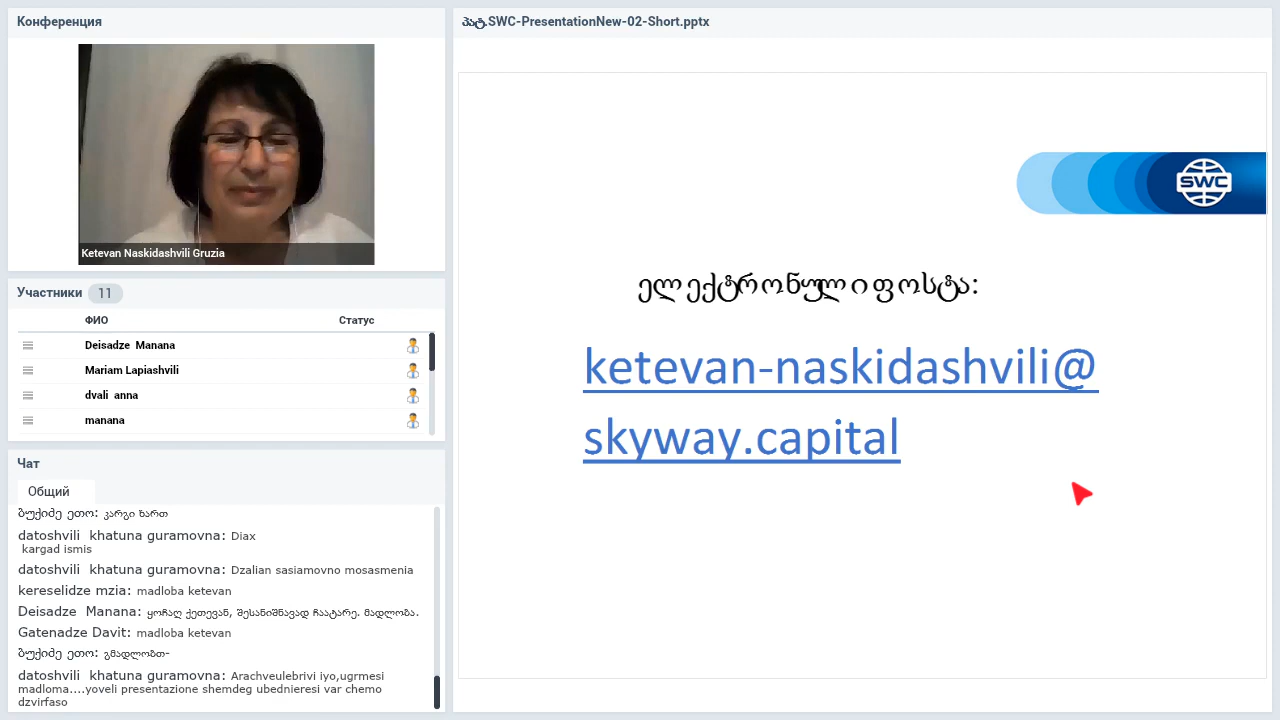 Конференция
Ketevan Naskidashvili Gruzia
Участники 11
ФИО Статус
Deisadze Manana
Mariam Lapiashvili
dvali anna
manana
Чат
Общий
ბუქიძე ეთო: კარგი ხართ
datoshvili khatuna guramovna: Diax
kargad ismis
datoshvili khatuna guramovna: Dzalian sasiamovno mosasmenia
kereselidze mzia: madloba ketevan
Deisadze Manana: ყოჩაღ ქეთევან, შესანიშნავად ჩაატარე. მადლობა.
Gatenadze Davit: madloba ketevan
ბუქიძე ეთო: გმადლობთ-
datoshvili khatuna guramovna: Arachveulebrivi iyo,ugrmesi
madloma....yoveli presentazione shemdeg ubednieresi var chemo
dzvirfaso
პატ.SWC-PresentationNew-02-Short.pptx
SWC
ელექტრონული ფოსტა:
ketevan-naskidashvili@
skyway.capital